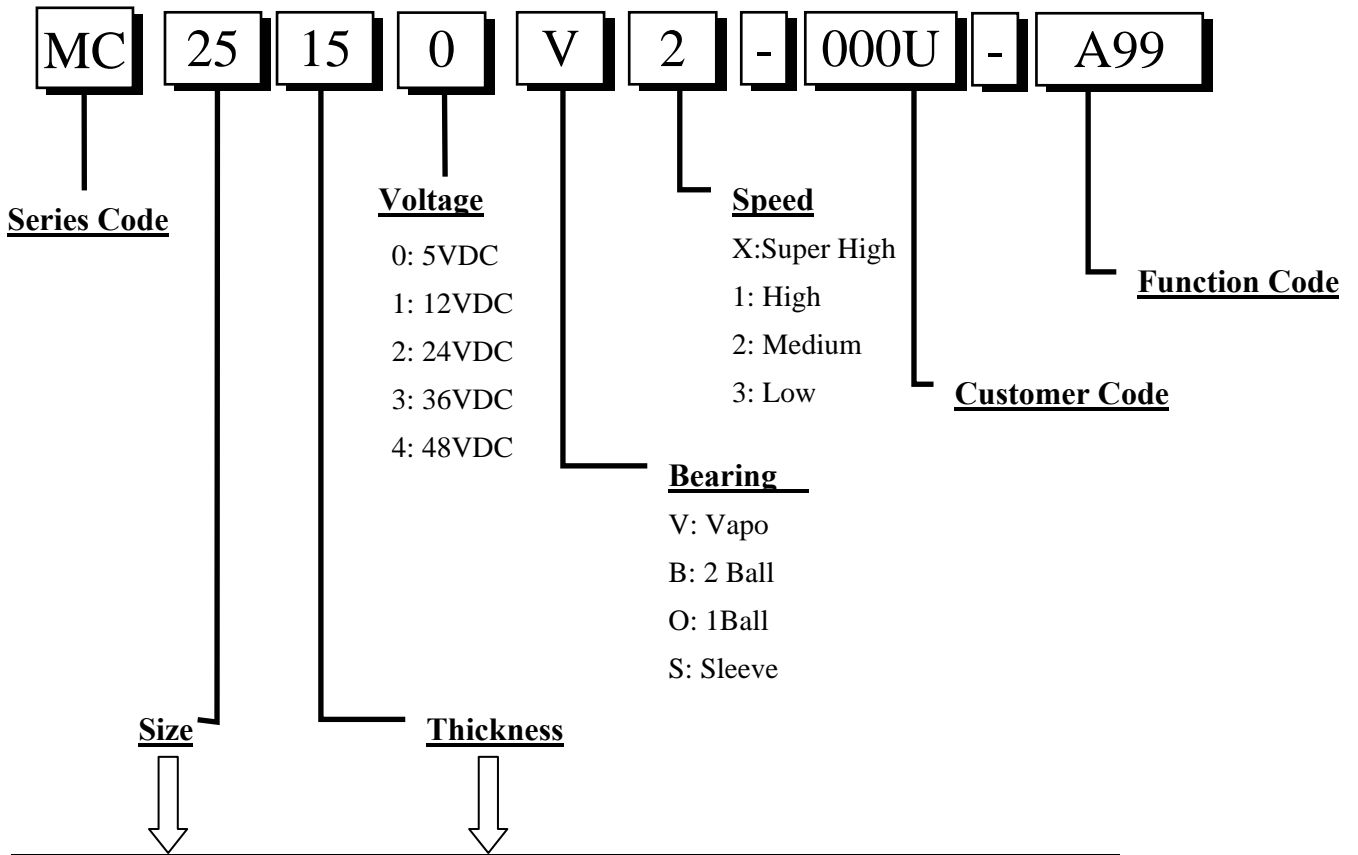 MC 25 15 0 V 2 - 000U - A99
Series Code
Voltage
0: 5VDC
1: 12VDC
2: 24VDC
3: 36VDC
4: 48VDC
Speed
X:Super High
1: High
2: Medium
3: Low
Function Code
Customer Code
Bearing
V: Vapo
B: 2 Ball
O: 1Ball
S: Sleeve
Size
Thickness